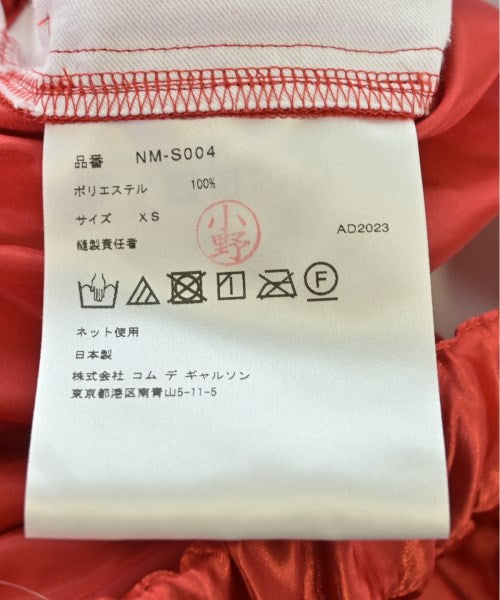 品番 NM-S004
ポリエステル 100%
サイズ XS
縫製責任者
小野
AD2023
F
ネット使用
日本製
株式会社 コム デ ギャルソン
東京都港区南青山5-11-5